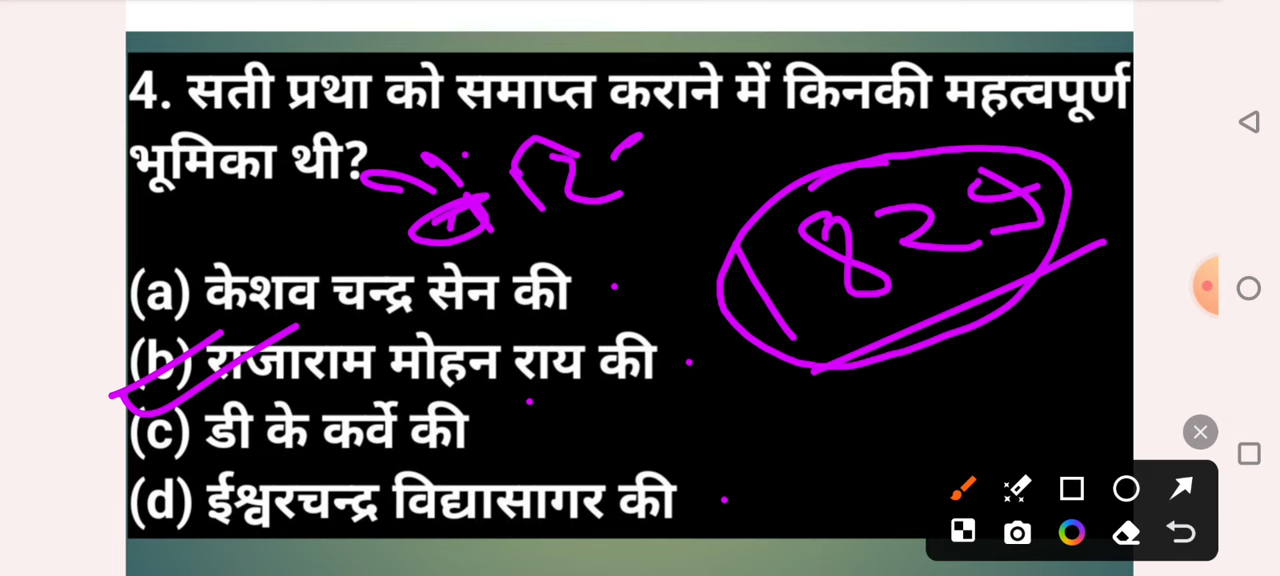 4. सती प्रथा को समाप्त कराने में किनकी महत्वपूर्ण
भूमिका थी?
1829
(a) केशव चन्द्र सेन की
(b) राजाराम मोहन राय की
(c) डी के कर्वे की
(d) ईश्वरचन्द्र विद्यासागर की